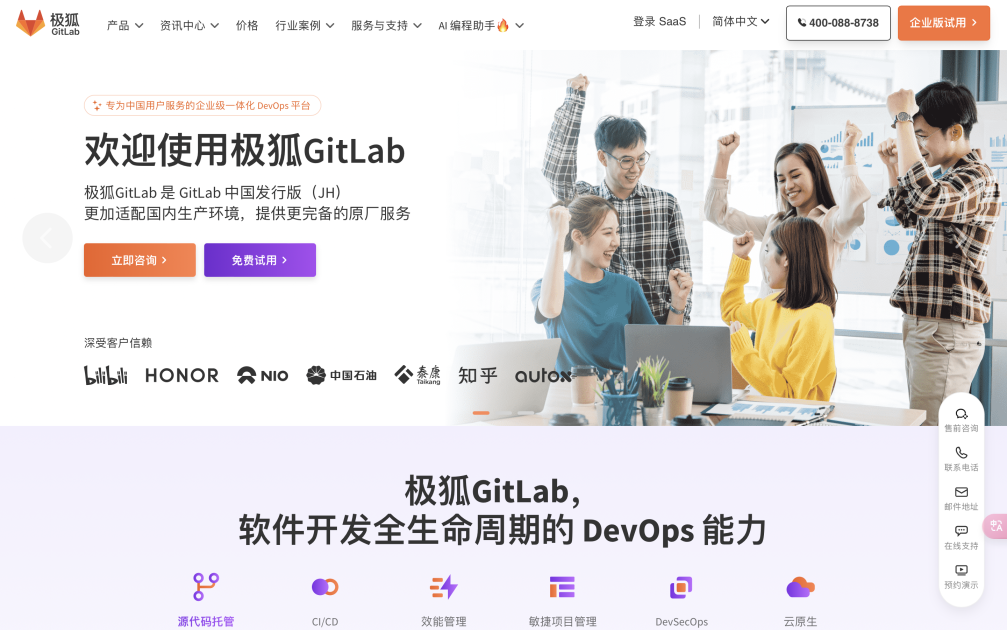 极狐
GitLab
产品
资讯中心
价格
行业案例
服务与支持
AI 编程助手🔥
登录 SaaS
简体中文
400-088-8738
企业版试用
专为中国用户服务的企业级一体化 DevOps 平台
欢迎使用极狐GitLab
极狐GitLab 是 GitLab 中国发行版（JH）
更加适配国内生产环境，提供更完备的原厂服务
立即咨询
免费试用
深受客户信赖
bilibili
HONOR
NIO
中国石油
泰康
Taikang
知乎
autox
售前咨询
联系电话
邮件地址
在线支持
预约演示
极狐GitLab，
软件开发全生命周期的 DevOps 能力
源代码托管
CI/CD
效能管理
敏捷项目管理
DevSecOps
云原生